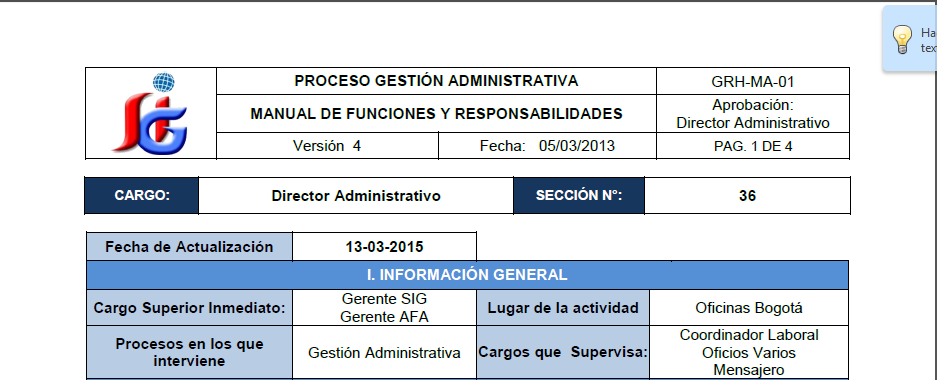 PROCESO GESTIÓN ADMINISTRATIVA
GRH-MA-01
MANUAL DE FUNCIONES Y RESPONSABILIDADES
Aprobación:
Director Administrativo
Versión 4
Fecha: 05/03/2013
PAG. 1 DE 4
CARGO:
Director Administrativo
SECCIÓN N°:
36
Fecha de Actualización
13-03-2015
I. INFORMACIÓN GENERAL
Cargo Superior Inmediato:
Gerente SIG
Gerente AFA
Lugar de la actividad
Oficinas Bogotá
Procesos en los que
interviene
Gestión Administrativa
Cargos que Supervisa:
Coordinador Laboral
Oficios Varios
Mensajero